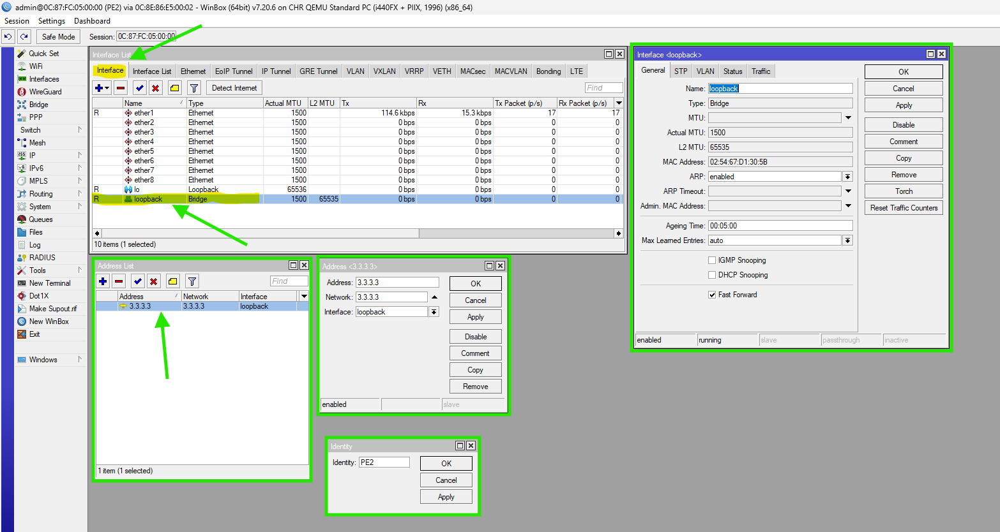 admin@0C:87:FC:05:00:00 (PE2) via 0C:8E:86:E5:00:02 - WinBox (64bit) v7.20.6 on CHR QEMU Standard PC (i440FX + PIIX, 1996) (x86_64)
Session Settings Dashboard
Safe Mode Session: 0C:87:FC:05:00:00
Quick Set
WiFi
Interfaces
WireGuard
Bridge
PPP
Switch
Mesh
IP
IPv6
MPLS
Routing
System
Queues
Files
Log
RADIUS
Tools
New Terminal
Dot1X
Make Supout.rif
New WinBox
Exit
Windows
Interface List
Interface Interface List Ethernet EoIP Tunnel IP Tunnel GRE Tunnel VLAN VXLAN VRRP VETH MACsec MACVLAN Bonding LTE
Detect Internet Find
Name Type Actual MTU L2 MTU Tx Rx Tx Packet (p/s) Rx Packet (p/s)
R ether1 Ethernet 1500 114.6 kbps 15.3 kbps 17 17
ether2 Ethernet 1500 0 bps 0 bps 0 0
ether3 Ethernet 1500 0 bps 0 bps 0 0
ether4 Ethernet 1500 0 bps 0 bps 0 0
ether5 Ethernet 1500 0 bps 0 bps 0 0
ether6 Ethernet 1500 0 bps 0 bps 0 0
ether7 Ethernet 1500 0 bps 0 bps 0 0
ether8 Ethernet 1500 0 bps 0 bps 0 0
R lo Loopback 65536 0 bps 0 bps 0 0
R loopback Bridge 1500 65535 0 bps 0 bps 0 0
10 items (1 selected)
Address List
Find
Address Network Interface
3.3.3.3 3.3.3.3 loopback
1 item (1 selected)
Address <3.3.3.3>
Address: 3.3.3.3 OK
Network: 3.3.3.3 Cancel
Interface: loopback Apply
Disable
Comment
Copy
Remove
enabled slave
Identity
Identity: PE2 OK
Cancel
Apply
Interface <loopback>
General STP VLAN Status Traffic
Name: loopback
Type: Bridge
MTU:
Actual MTU: 1500
L2 MTU: 65535
MAC Address: 02:54:67:D1:30:5B
ARP: enabled
ARP Timeout:
Admin. MAC Address:
Ageing Time: 00:05:00
Max Learned Entries: auto
IGMP Snooping
DHCP Snooping
Fast Forward
OK
Cancel
Apply
Disable
Comment
Copy
Remove
Torch
Reset Traffic Counters
enabled running slave passthrough inactive